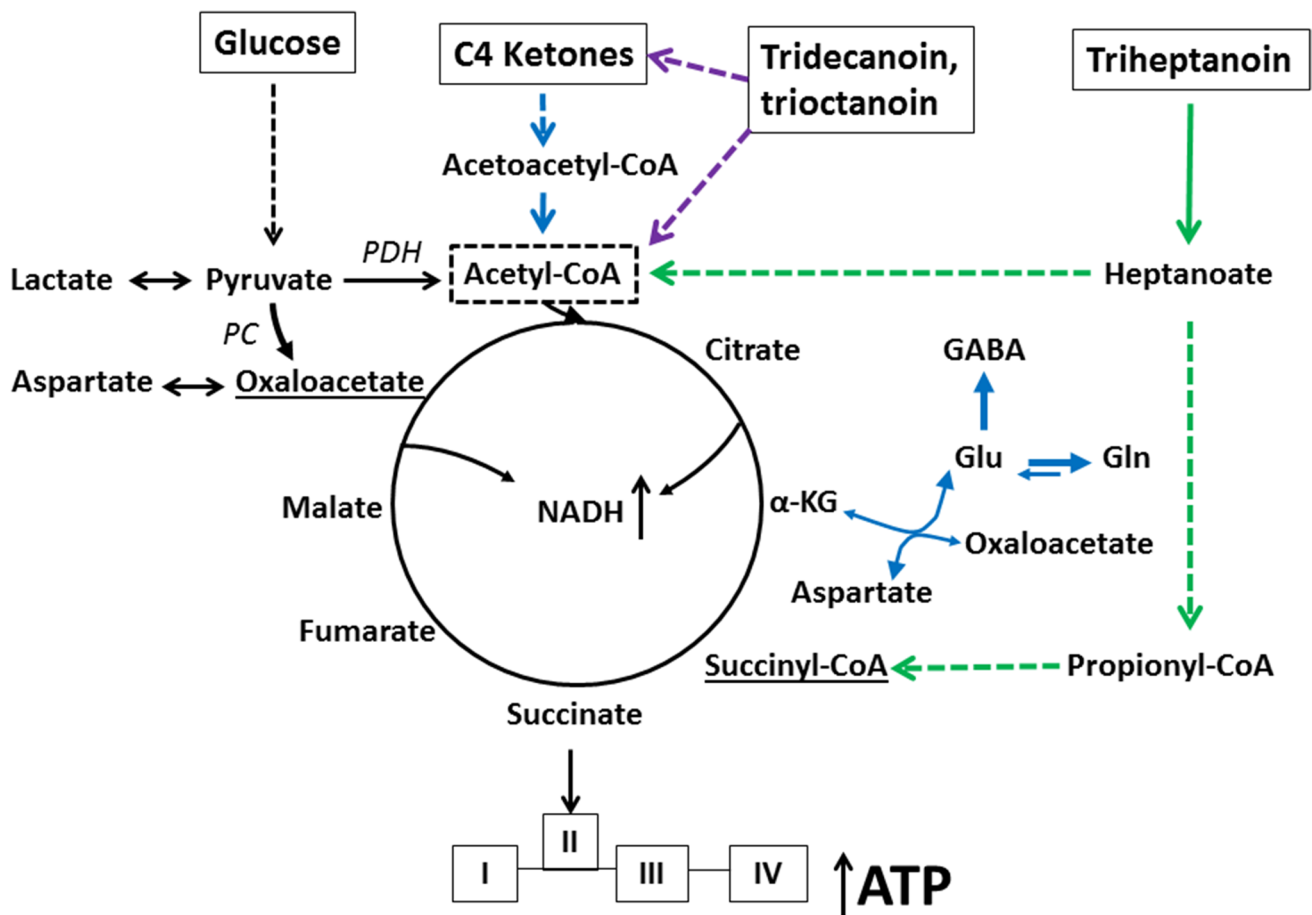 Glucose
C4 Ketones
Tridecanoin,
trioctanoin
Triheptanoin
Acetoacetyl-CoA
Lactate
Pyruvate
PDH
Acetyl-CoA
Heptanoate
PC
Aspartate
Oxaloacetate
Citrate
GABA
Glu
Gln
Malate
NADH
α-KG
Oxaloacetate
Aspartate
Fumarate
Succinyl-CoA
Propionyl-CoA
Succinate
I
II
III
IV
ATP